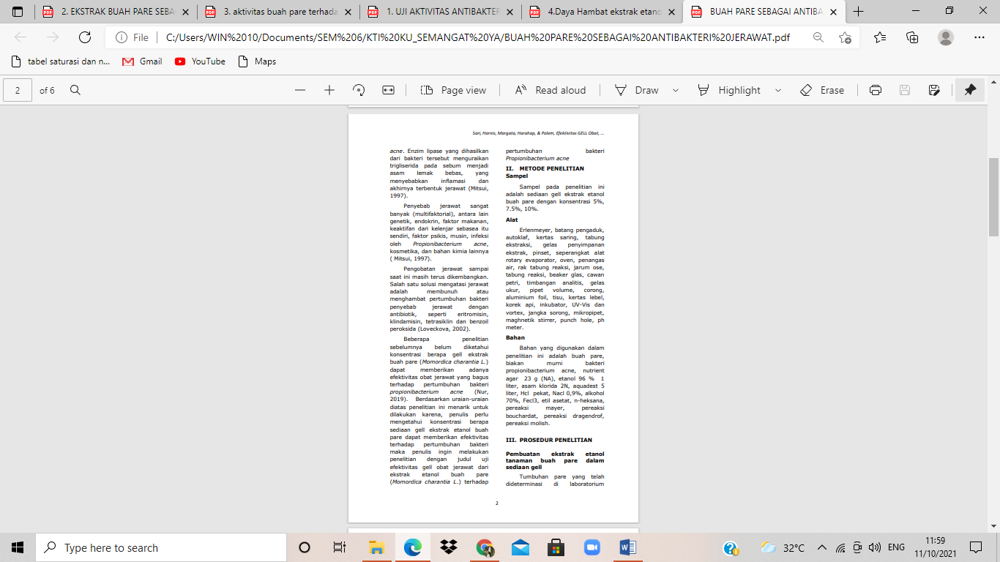 2. EKSTRAK BUAH PARE SEBA
3. aktivitas buah pare terhada
1. UJI AKTIVITAS ANTIBAKTER
4.Daya Hambat ekstrak etano
BUAH PARE SEBAGAI ANTIBA
File
C:/Users/WIN%2010/Documents/SEM%206/KTI%20KU_SEMANGAT%20YA/BUAH%20PARE%20SEBAGAI%20ANTIBAKTERI%20JERAWAT.pdf
tabel saturasi dan n...
Gmail
YouTube
Maps
2 of 6
Page view
Read aloud
Draw
Highlight
Erase
Sari, Harnis, Margata, Harahap, & Polem, Efektivitas GELL Obat, ...
acne. Enzim lipase yang dihasilkan
dari bakteri tersebut menguraikan
trigliserida pada sebum menjadi
asam lemak bebas, yang
menyebabkan inflamasi dan
akhirnya terbentuk jerawat (Mitsui,
1997).
Penyebab jerawat sangat
banyak (multifaktorial), antara lain
genetik, endokrin, faktor makanan,
keaktifan dari kelenjar sebasea itu
sendiri, faktor psikis, musin, infeksi
oleh Propionibacterium acne,
kosmetika, dan bahan kimia lainnya
( Mitsui, 1997).
Pengobatan jerawat sampai
saat ini masih terus dikembangkan.
Salah satu solusi mengatasi jerawat
adalah membunuh atau
menghambat pertumbuhan bakteri
penyebab jerawat dengan
antibiotik, seperti eritromisin,
klindamisin, tetrasiklin dan benzoil
peroksida (Loveckova, 2002).
Beberapa penelitian
sebelumnya belum diketahui
konsentrasi berapa gell ekstrak
buah pare (Momordica charantia L.)
dapat memberikan adanya
efektivitas obat jerawat yang bagus
terhadap pertumbuhan bakteri
propionibacterium acne (Nur,
2019). Berdasarkan uraian-uraian
diatas penelitian ini menarik untuk
dilakukan karena, penulis perlu
mengetahui konsentrasi berapa
sediaan gell ekstrak etanol buah
pare dapat memberikan efektivitas
terhadap pertumbuhan bakteri
maka penulis ingin melakukan
penelitian dengan judul uji
efektivitas gell obat jerawat dari
ekstrak etanol buah pare
(Momordica charantia L.) terhadap
pertumbuhan bakteri
Propionibacterium acne
II. METODE PENELITIAN
Sampel
Sampel pada penelitian ini
adalah sediaan gell ekstrak etanol
buah pare dengan konsentrasi 5%,
7.5%, 10%.
Alat
Erlenmeyer, batang pengaduk,
autoklaf, kertas saring, tabung
ekstraksi, gelas penyimpanan
ekstrak, pinset, seperangkat alat
rotary evaporator, oven, penangas
air, rak tabung reaksi, jarum ose,
tabung reaksi, beaker glas, cawan
petri, timbangan analitis, gelas
ukur, pipet volume, corong,
aluminium foil, tisu, kertas lebel,
korek api, inkubator, UV-Vis dan
vortex, jangka sorong, mikropipet,
maghnetik stirrer, punch hole, ph
meter.
Bahan
Bahan yang digunakan dalam
penelitian ini adalah buah pare,
biakan murni bakteri
propionibacterium acne, nutrient
agar 23 g (NA), etanol 96 % 1
liter, asam klorida 2N, aquadest 5
liter, Hcl pekat, Nacl 0,9%, alkohol
70%, Fecl3, etil asetat, n-heksana,
pereaksi mayer, pereaksi
bouchardat, pereaksi dragendrof,
pereaksi molish.
III. PROSEDUR PENELITIAN
Pembuatan ekstrak etanol
tanaman buah pare dalam
sediaan gell
Tumbuhan pare yang telah
dideterminasi di laboratorium
2
Type here to search
32°C
ENG
11:59
11/10/2021